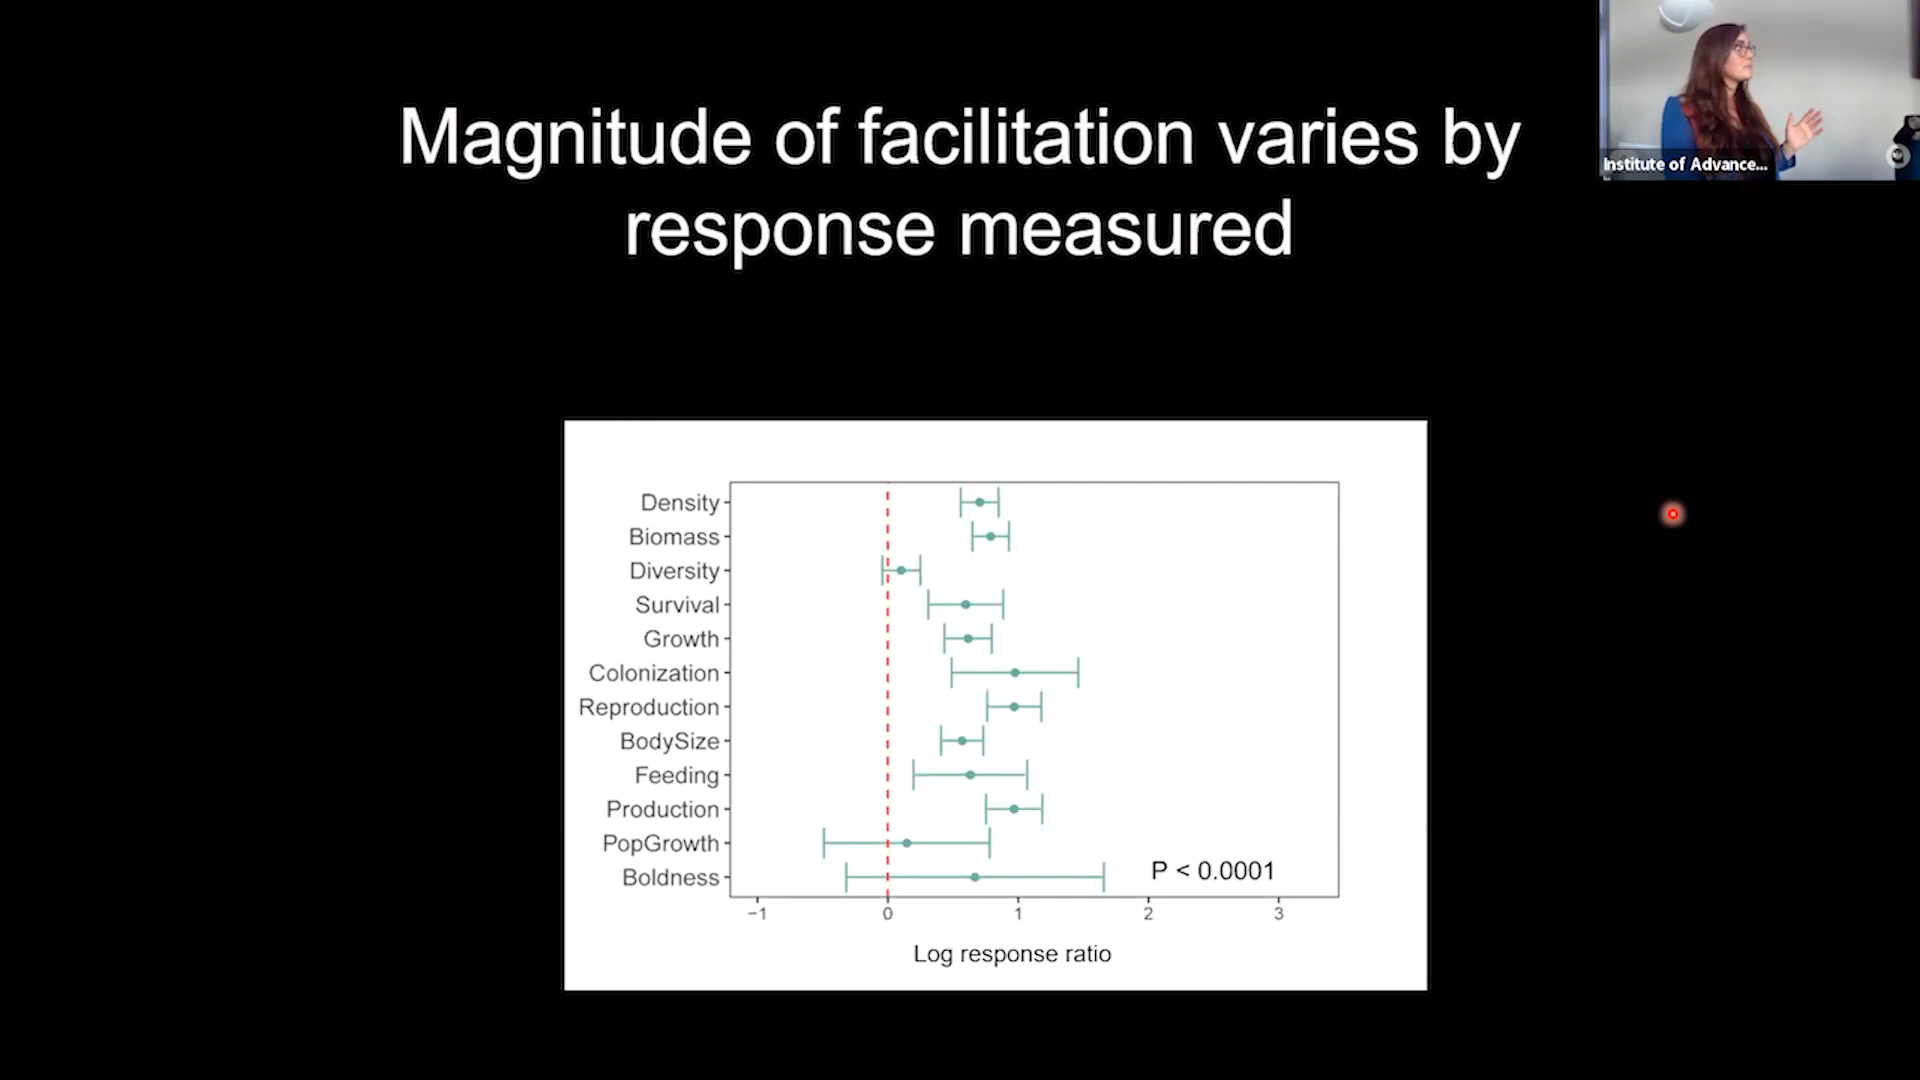 Magnitude of facilitation varies by
response measured
Institute of Advance...
Density
Biomass
Diversity
Survival
Growth
Colonization
Reproduction
BodySize
Feeding
Production
PopGrowth
Boldness
P < 0.0001
−1 0 1 2 3
Log response ratio